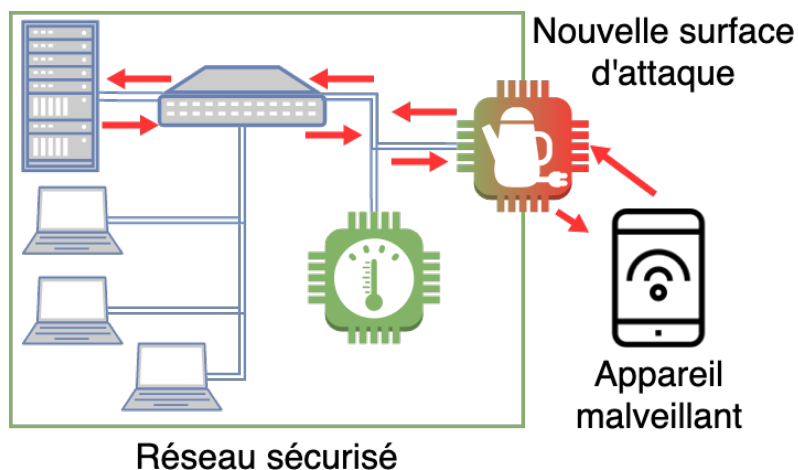 Nouvelle surface
d'attaque
Appareil
malveillant
Réseau sécurisé